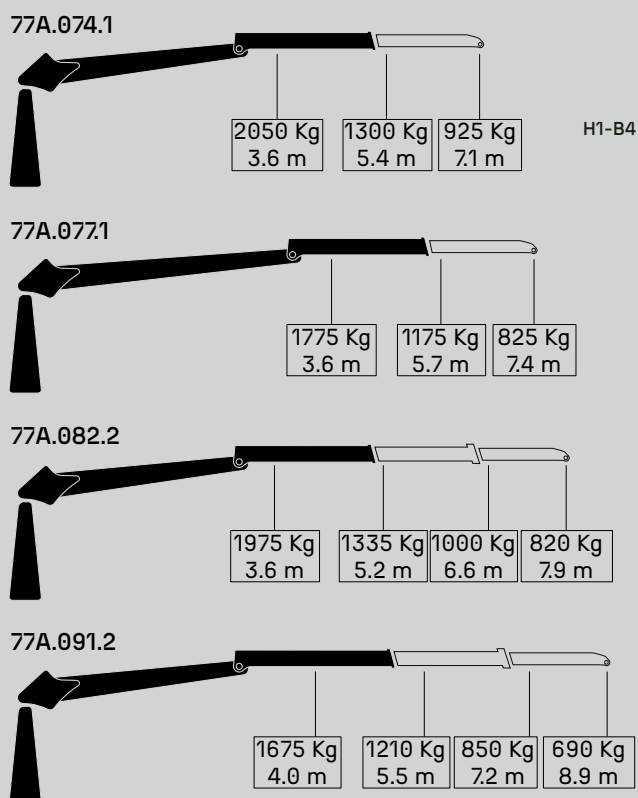 77A.074.1
2050 Kg 1300 Kg 925 Kg
3.6 m 5.4 m 7.1 m
H1-B4
77A.077.1
1775 Kg 1175 Kg 825 Kg
3.6 m 5.7 m 7.4 m
77A.082.2
1975 Kg 1335 Kg 1000 Kg 820 Kg
3.6 m 5.2 m 6.6 m 7.9 m
77A.091.2
1675 Kg 1210 Kg 850 Kg 690 Kg
4.0 m 5.5 m 7.2 m 8.9 m